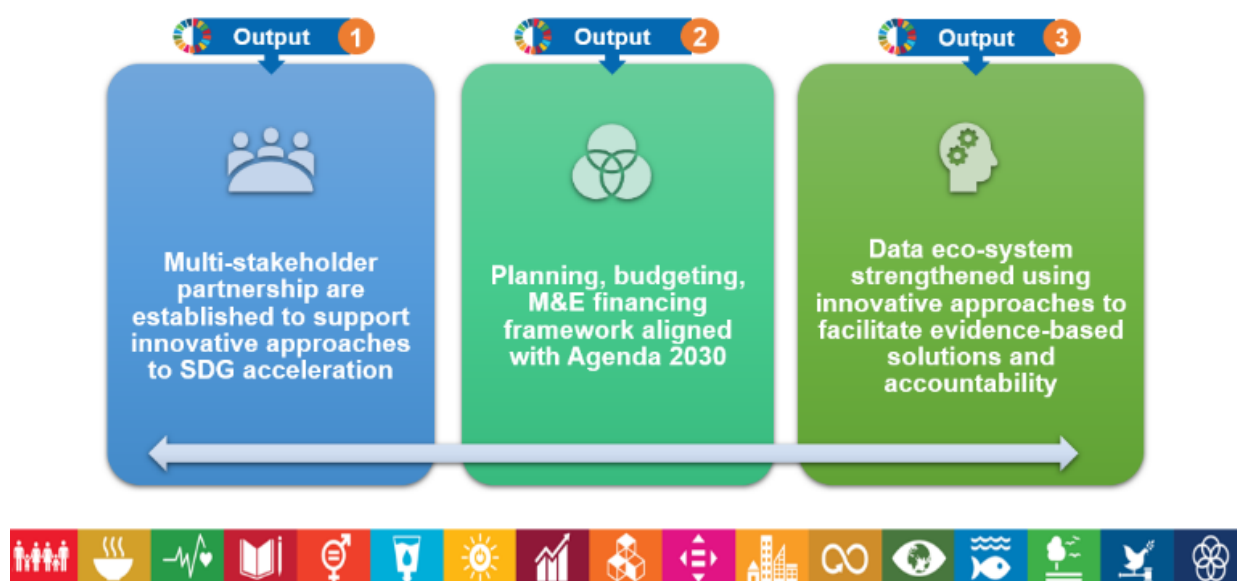 Output 1
Output 2
Output 3
Multi-stakeholder
partnership are
established to support
innovative approaches
to SDG acceleration
Planning, budgeting,
M&E financing
framework aligned
with Agenda 2030
Data eco-system
strengthened using
innovative approaches to
facilitate evidence-based
solutions and
accountability